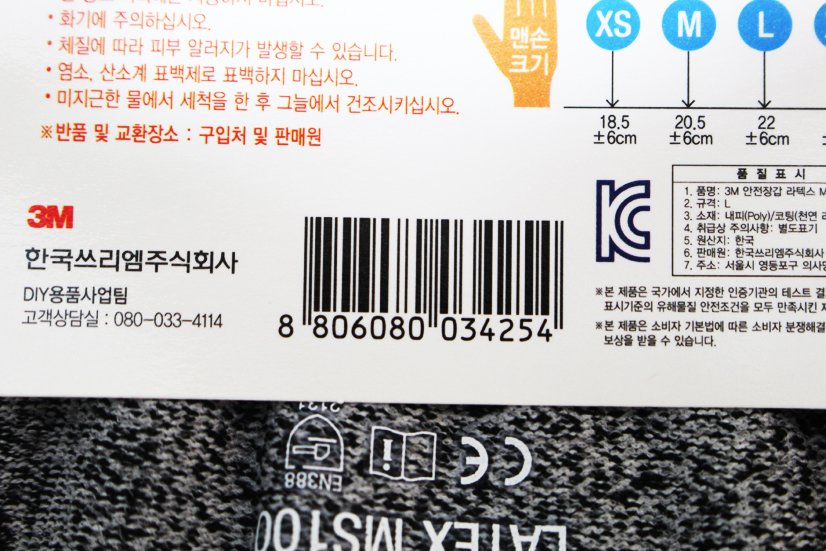 • 화기에 주의하십시오.
• 체질에 따라 피부 알러지가 발생할 수 있습니다.
• 염소, 산소계 표백제로 표백하지 마십시오.
• 미지근한 물에서 세척을 한 후 그늘에서 건조시키십시오.
※반품 및 교환장소 : 구입처 및 판매원
맨손
크기
XS M L
18.5 20.5 22
±6cm ±6cm ±6cm
3M
한국쓰리엠주식회사
DIY용품사업팀
고객상담실 : 080-033-4114
8 806080 034254
품 질 표 시
1. 품명: 3M 안전장갑 라텍스 M
2. 규격: L
3. 소재: 내피(Poly)/코팅(천연
4. 취급상 주의사항: 별도표기
5. 원산지: 한국
6. 판매원: 한국쓰리엠주식회사
7. 주소: 서울시 영등포구 의사당
※본 제품은 국가에서 지정한 인증기관의 테스트 결
표시기준의 유해물질 안전조건을 모두 만족시킨 제
※본 제품은 소비자 기본법에 따른 소비자 분쟁해결
보상을 받을 수 있습니다.
2131
EN388
CE
LATEX MS100